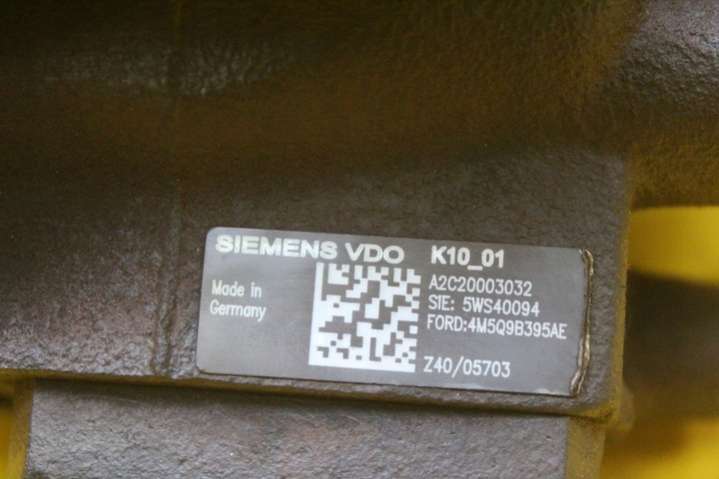 SIEMENS VDO K10_01
A2C20003032
Made in
Germany
SIE: 5WS40094
FORD:4M5Q9B395AE
Z40/05703